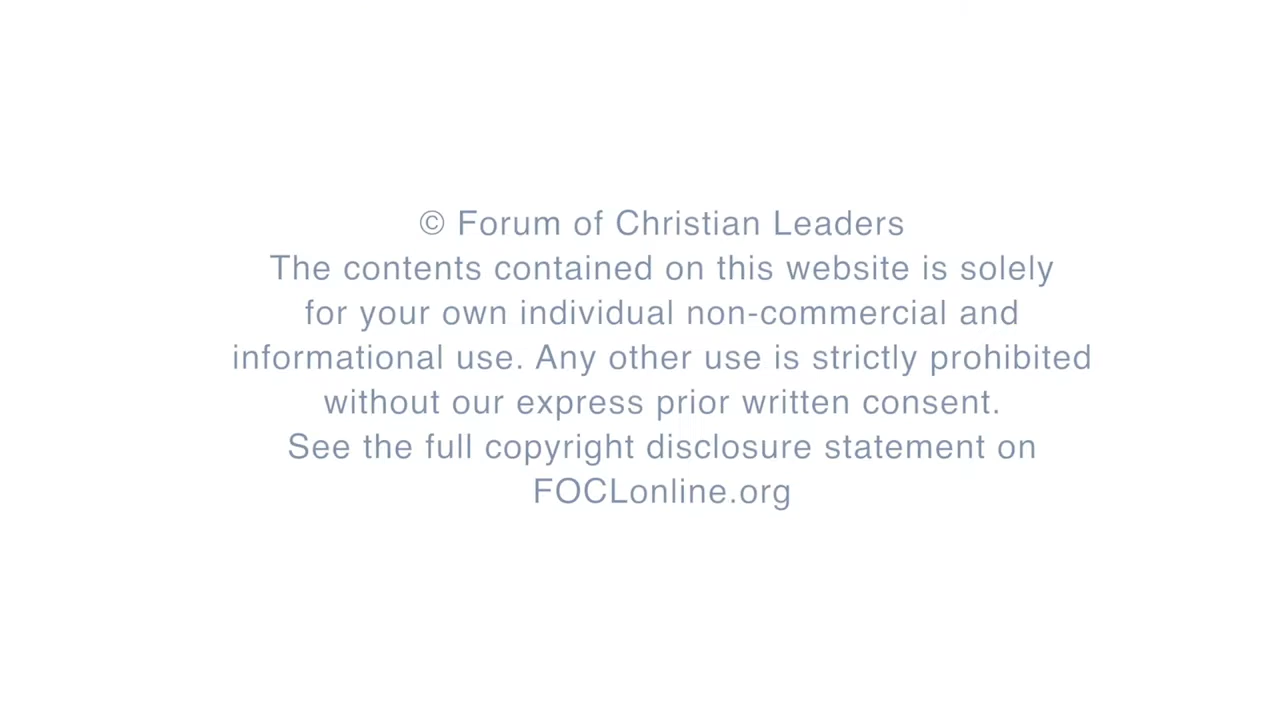 © Forum of Christian Leaders
The contents contained on this website is solely
for your own individual non-commercial and
informational use. Any other use is strictly prohibited
without our express prior written consent.
See the full copyright disclosure statement on
FOCLonline.org